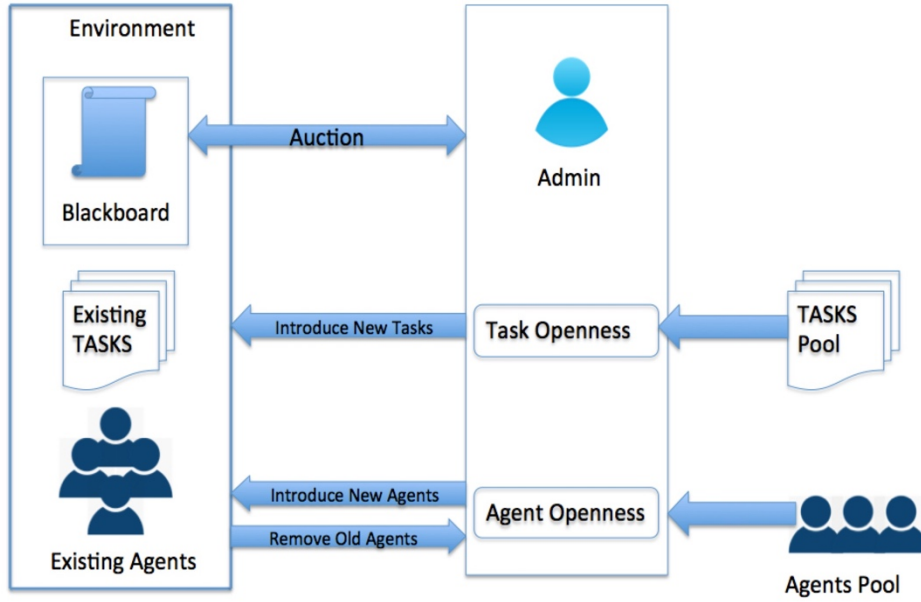 Environment
Auction
Admin
Blackboard
Existing
TASKS
Introduce New Tasks
Task Openness
TASKS
Pool
Introduce New Agents
Agent Openness
Remove Old Agents
Existing Agents
Agents Pool